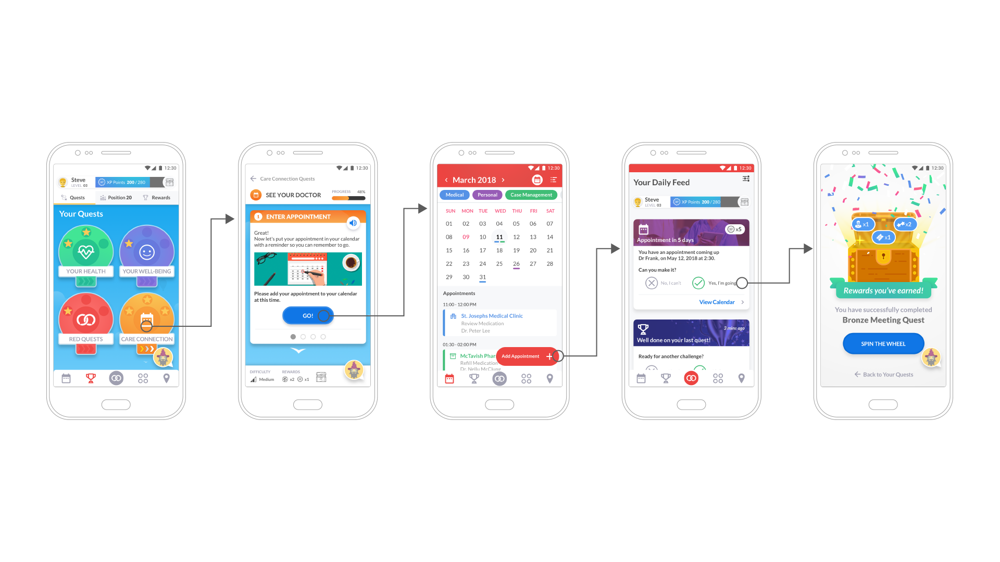 12:30
Steve
LEVEL 03
XP Points 200 / 280
Quests
Position 20
Rewards
Your Quests
YOUR HEALTH
YOUR WELL-BEING
RED QUESTS
CARE CONNECTION
12:30
Care Connection Quests
SEE YOUR DOCTOR
PROGRESS 48%
1 ENTER APPOINTMENT
Great!
Now let's put your appointment in your calendar
with a reminder so you can remember to go.
Please add your appointment to your calendar
at this time.
GO!
DIFFICULTY
Medium
REWARDS
x2 x1
12:30
March 2018
Medical
Personal
Case Management
SUN MON TUE WED THU FRI SAT
01 02 03 04 05 06 07
08 09 10 11 12 13 14
15 16 17 18 19 20 21
22 23 24 25 26 27 28
29 30 31
Appointments
11:00 - 12:00 PM
St. Josephs Medical Clinic
Review Medication
Dr. Peter Lee
01:30 - 02:00 PM
McTavish Phar
Refill Medication
Dr. Nellu McClung
Add Appointment
12:30
Your Daily Feed
Steve
LEVEL 03
XP Points 200 / 280
x5
Appointment in 5 days
You have an appointment coming up
Dr Frank, on May 12, 2018 at 2:30.
Can you make it?
No, I can't
Yes, I'm going
View Calendar
3 mins ago
Well done on your last quest!
Ready for another challenge?
12:30
x1
x2
x1
Rewards you've earned!
You have successfully completed
Bronze Meeting Quest
SPIN THE WHEEL
Back to Your Quests